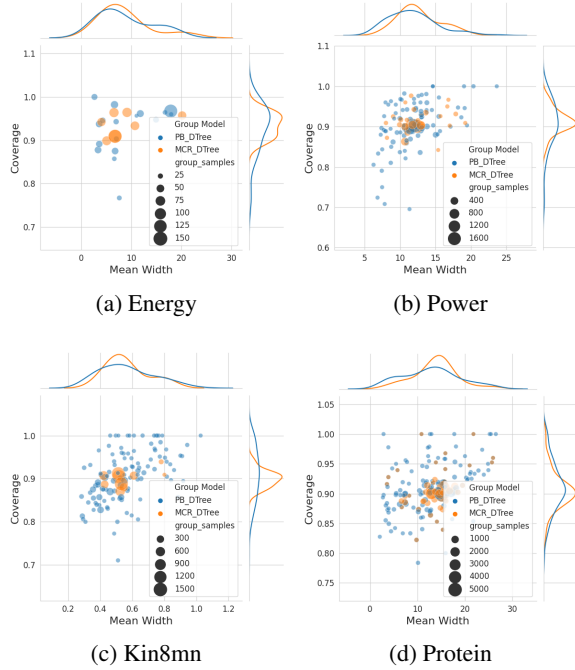 1.1
1.0
0.9
0.8
0.7
Coverage
0
10
20
30
Mean Width
Group Model
PB_DTree
MCR_DTree
group_samples
25
50
75
100
125
150
(a) Energy
1.1
1.0
0.9
0.8
0.7
0.6
Coverage
5
10
15
20
25
Mean Width
Group Model
PB_DTree
MCR_DTree
group_samples
400
800
1200
1600
(b) Power
1.1
1.0
0.9
0.8
0.7
Coverage
0.2
0.4
0.6
0.8
1.0
1.2
Mean Width
Group Model
PB_DTree
MCR_DTree
group_samples
300
600
900
1200
1500
(c) Kin8mn
1.05
1.00
0.95
0.90
0.85
0.80
0.75
Coverage
0
10
20
30
Mean Width
Group Model
PB_DTree
MCR_DTree
group_samples
1000
2000
3000
4000
5000
(d) Protein